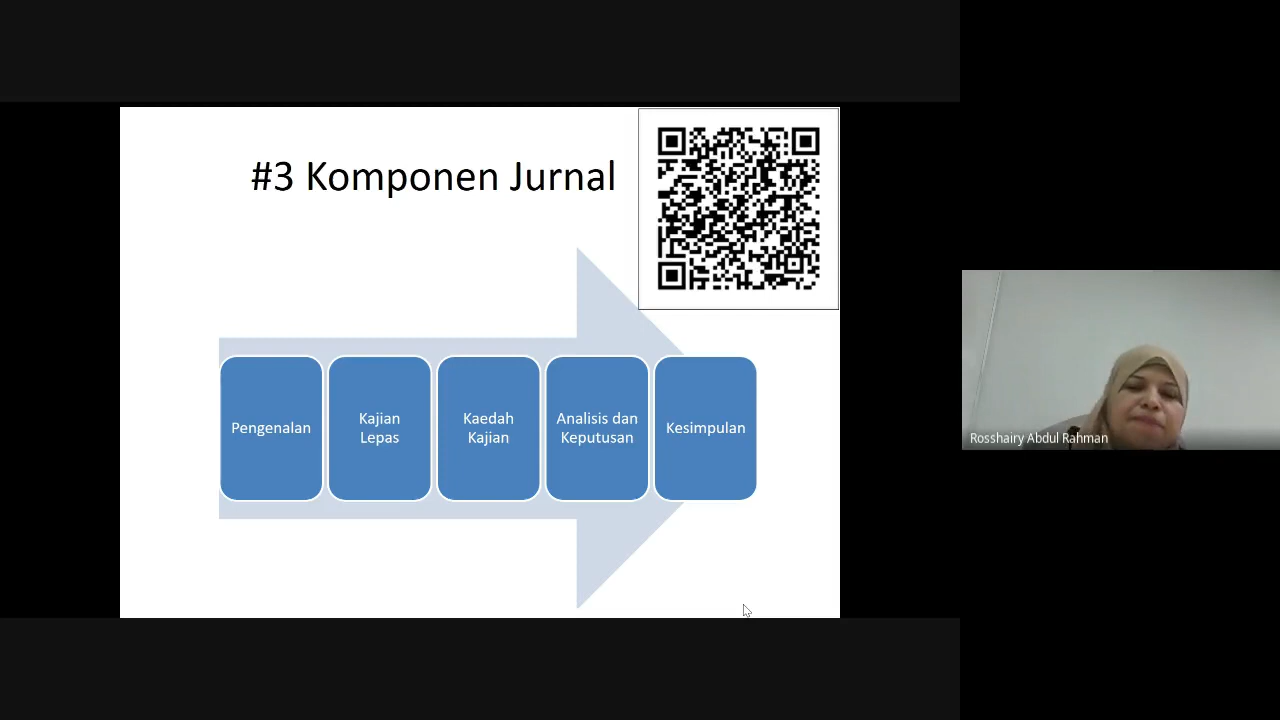 #3 Komponen Jurnal
Pengenalan
Kajian
Lepas
Kaedah
Kajian
Analisis dan
Keputusan
Kesimpulan
Rosshairy Abdul Rahman